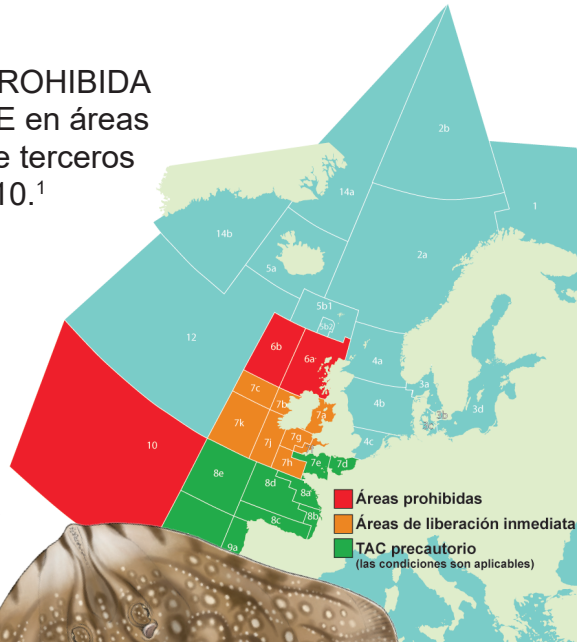 ROHIBIDA
E en áreas
e terceros
10.¹
2b
1
14a
14b
2a
5a
5b1
5b2
12
6b
6a
4a
3a
7c
7b
7a
4b
3b
3c
3d
7k
7j
7g
4c
10
7h
7e
7d
8e
8d
8a
8b
8c
9a
Áreas prohibidas
Áreas de liberación inmediata
TAC precautorio
(las condiciones son aplicables)